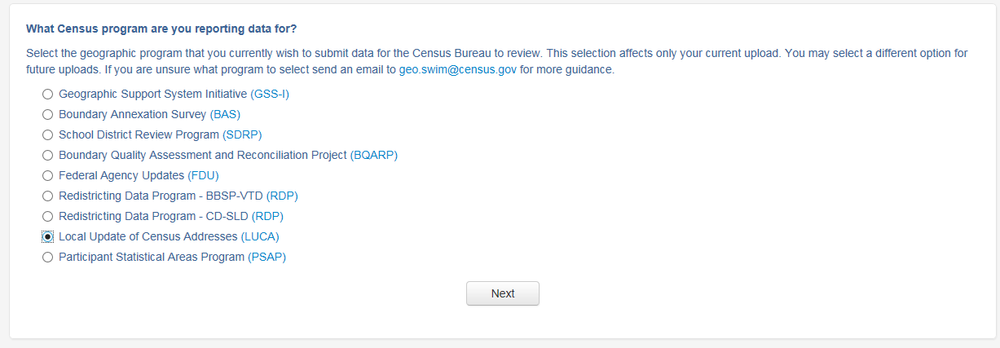 What Census program are you reporting data for?
Select the geographic program that you currently wish to submit data for the Census Bureau to review. This selection affects only your current upload. You may select a different option for
future uploads. If you are unsure what program to select send an email to geo.swim@census.gov for more guidance.
Geographic Support System Initiative (GSS-I)
Boundary Annexation Survey (BAS)
School District Review Program (SDRP)
Boundary Quality Assessment and Reconciliation Project (BQARP)
Federal Agency Updates (FDU)
Redistricting Data Program - BBSP-VTD (RDP)
Redistricting Data Program - CD-SLD (RDP)
Local Update of Census Addresses (LUCA)
Participant Statistical Areas Program (PSAP)
Next